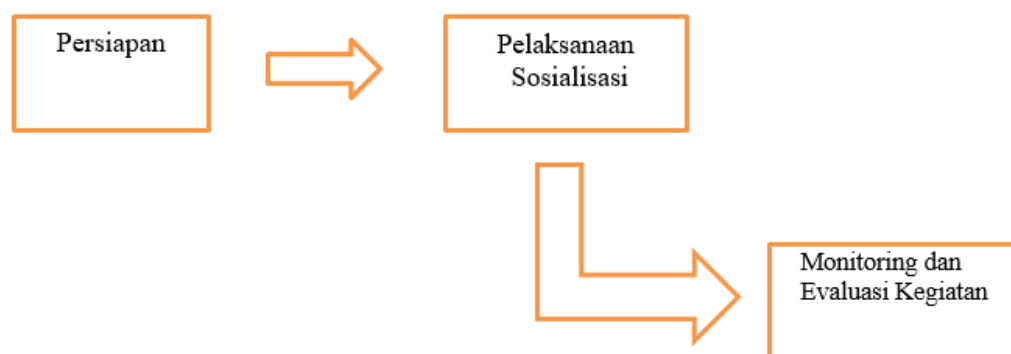 Persiapan
Pelaksanaan
Sosialisasi
Monitoring dan
Evaluasi Kegiatan